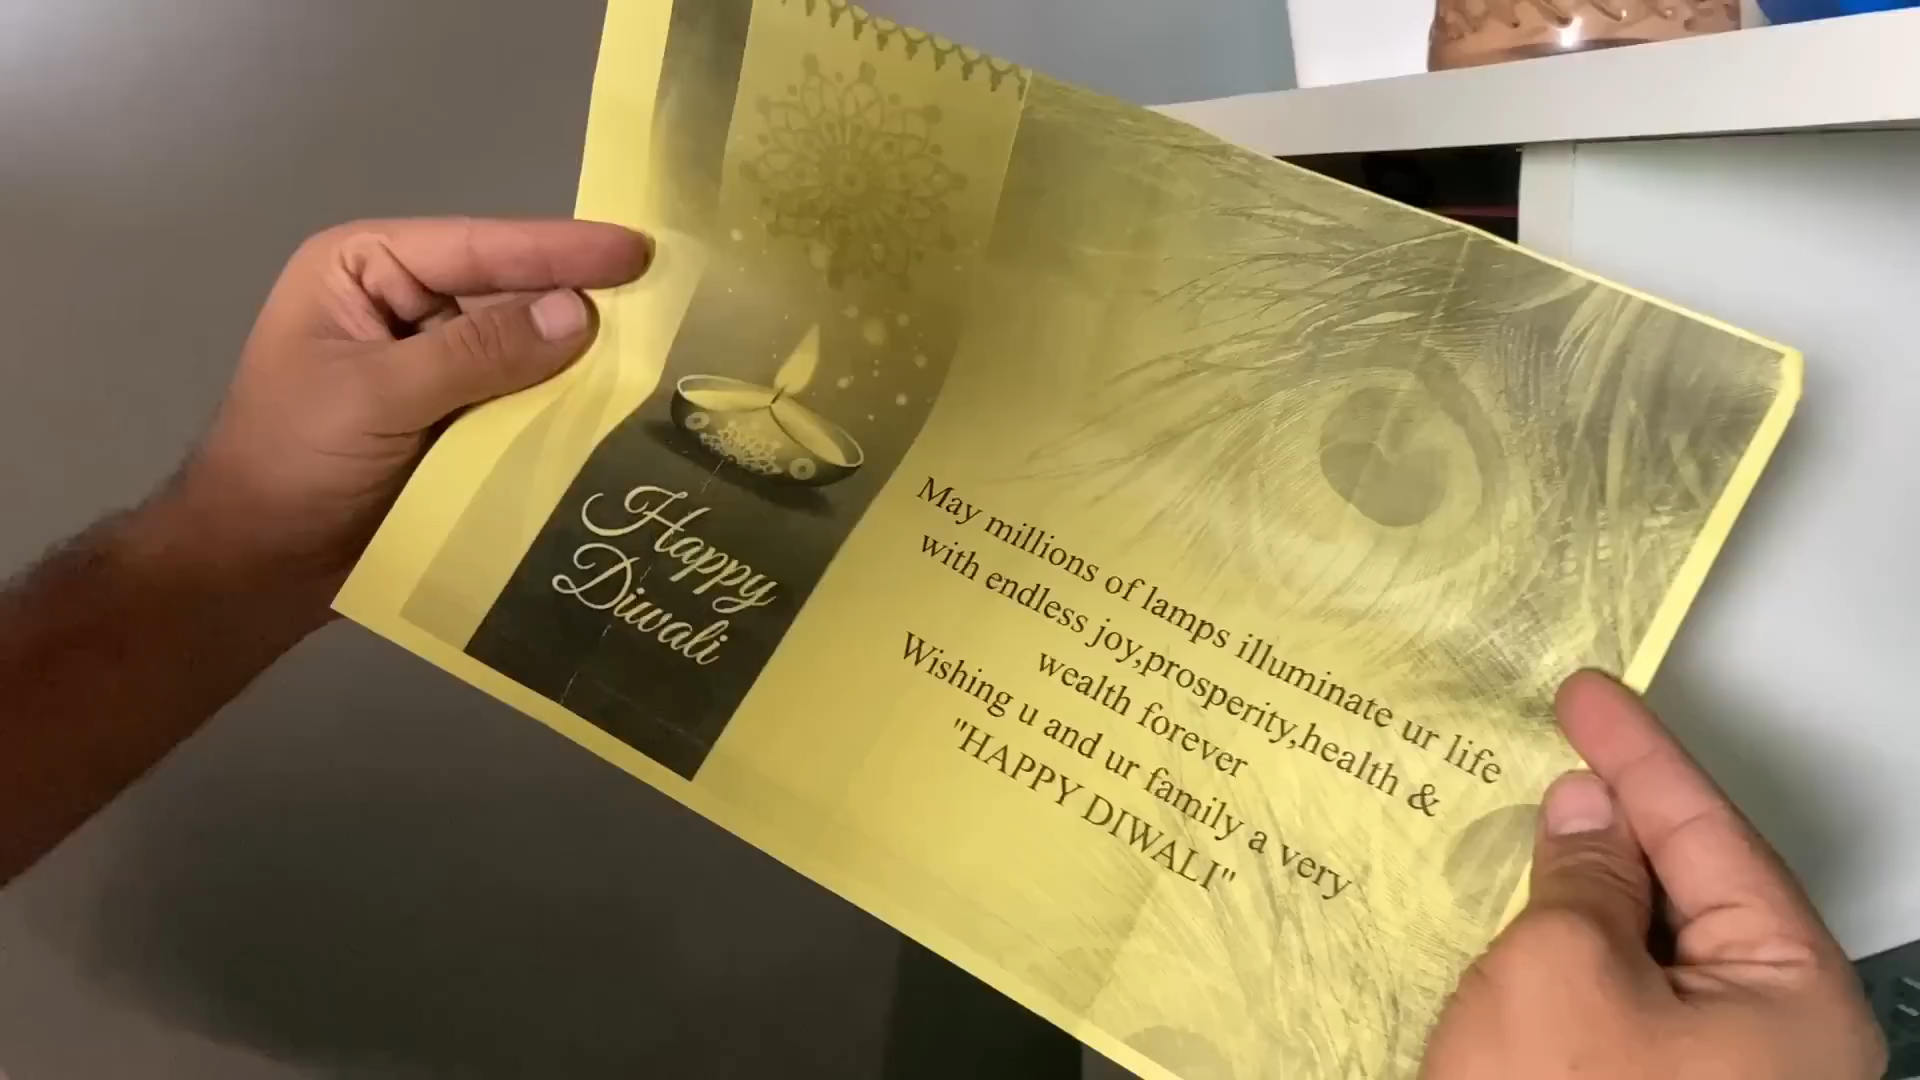 Happy
Diwali
May millions of lamps illuminate ur life
with endless joy,prosperity,health &
wealth forever
Wishing u and ur family a very
"HAPPY DIWALI"